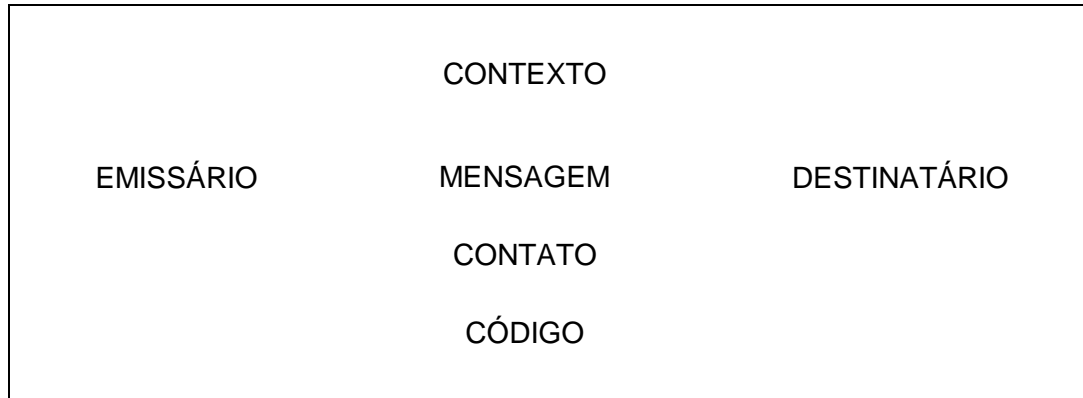 CONTEXTO
EMISSÁRIO MENSAGEM DESTINATÁRIO
CONTATO
CÓDIGO